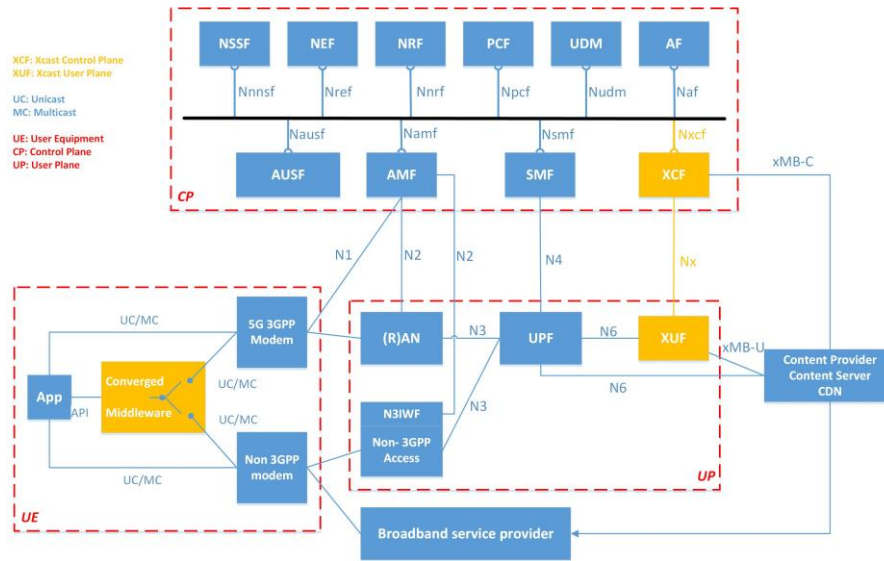 NSSF
NEF
NRF
PCF
UDM
AF
XCF: Xcast Control Plane
XUF: Xcast User Plane
UC: Unicast
MC: Multicast
UE: User Equipment
CP: Control Plane
UP: User Plane
Nnnsf
Nref
Nnrf
Npcf
Nudm
Naf
Nausf
Namf
Nsmf
Nxcf
AUSF
AMF
SMF
XCF
xMB-C
CP
N1
N2
N2
N4
Nx
UC/MC
5G 3GPP
Modem
(R)AN
N3
UPF
N6
XUF
xMB-U
Content Provider
Content Server
CDN
App
API
Converged
Middleware
UC/MC
UC/MC
N6
N3IWF
N3
Non- 3GPP
Access
Non 3GPP
modem
UC/MC
UE
UP
Broadband service provider